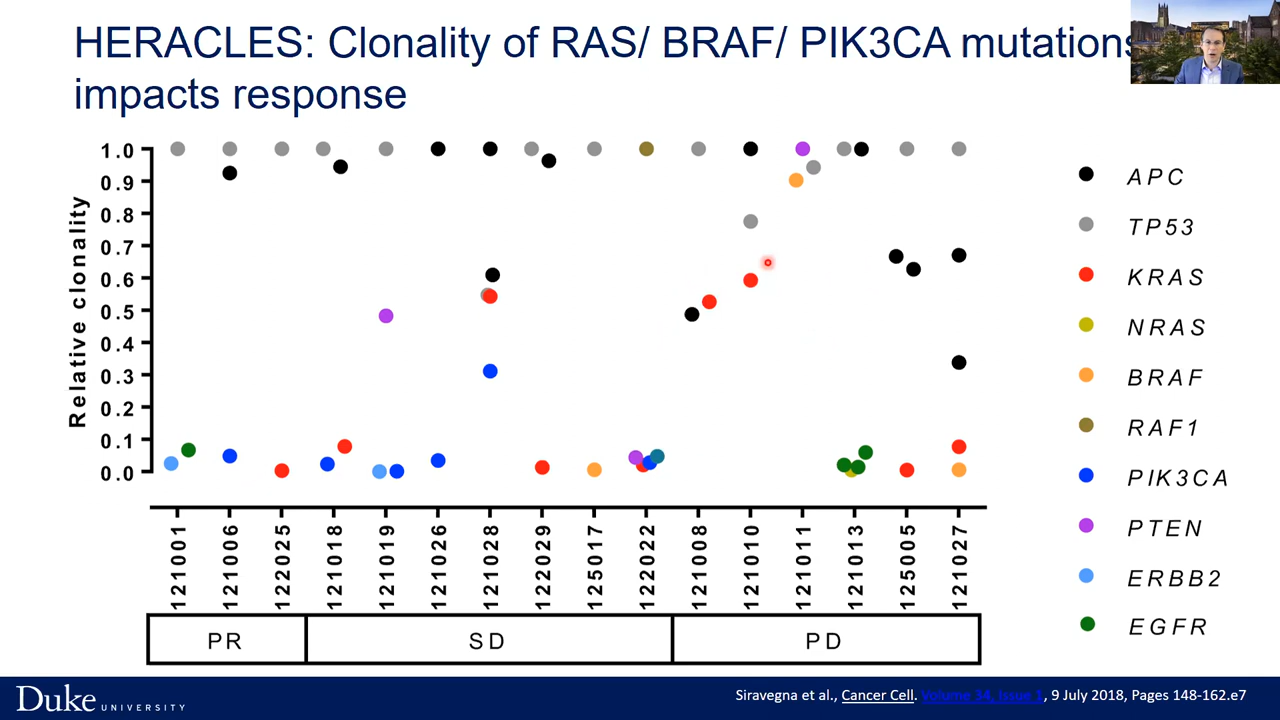 HERACLES: Clonality of RAS/ BRAF/ PIK3CA mutations
impacts response
Relative clonality
1.0
0.9
0.8
0.7
0.6
0.5
0.4
0.3
0.2
0.1
0.0
121001
121006
122025
121018
121019
121026
121028
122029
125017
122022
121008
121010
121011
121013
125005
121027
PR
SD
PD
APC
TP53
KRAS
NRAS
BRAF
RAF1
PIK3CA
PTEN
ERBB2
EGFR
Duke UNIVERSITY
Siravegna et al., Cancer Cell. Volume 34, Issue 1, 9 July 2018, Pages 148-162.e7